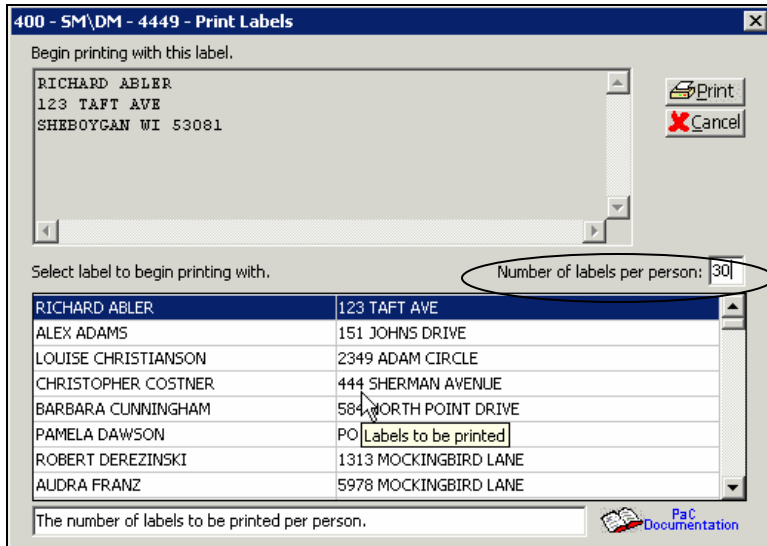 400 - SM\DM - 4449 - Print Labels
Begin printing with this label.
RICHARD ABLER
123 TAFT AVE
SHEBOYGAN WI 53081
Print
Cancel
Select label to begin printing with.
Number of labels per person: 30
RICHARD ABLER 123 TAFT AVE
ALEX ADAMS 151 JOHNS DRIVE
LOUISE CHRISTIANSON 2349 ADAM CIRCLE
CHRISTOPHER COSTNER 444 SHERMAN AVENUE
BARBARA CUNNINGHAM 584 NORTH POINT DRIVE
PAMELA DAWSON PO
Labels to be printed
ROBERT DEREZINSKI 1313 MOCKINGBIRD LANE
AUDRA FRANZ 5978 MOCKINGBIRD LANE
The number of labels to be printed per person.
PaC
Documentation